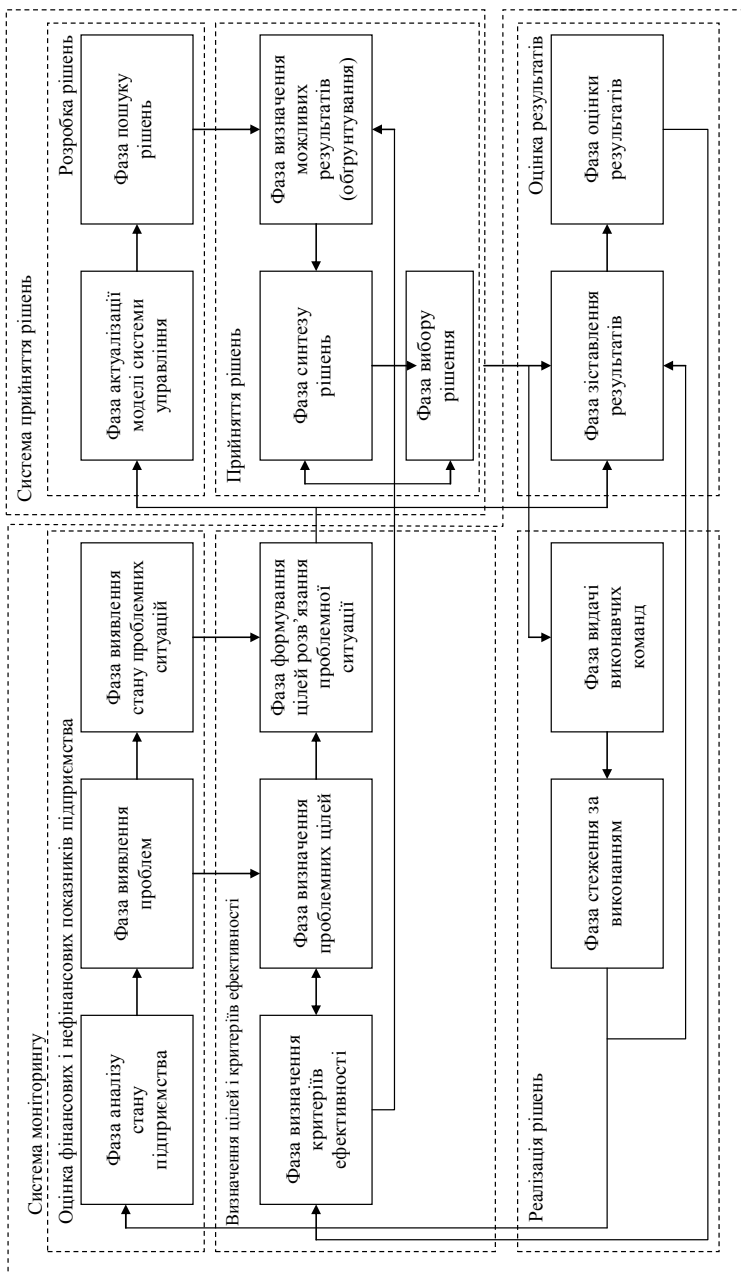 Система моніторингу
Оцінка фінансових і нефінансових показників підприємства
Фаза аналізу
стану
підприємства
Фаза виявлення
проблем
Фаза виявлення
стану проблемних
ситуацій
Визначення цілей і критеріїв ефективності
Фаза визначення
критеріїв
ефективності
Фаза визначення
проблемних цілей
Фаза формування
цілей розв’язання
проблемної
ситуації
Система прийняття рішень
Розробка рішень
Фаза актуалізації
моделі системи
управління
Фаза пошуку
рішень
Прийняття рішень
Фаза синтезу
рішень
Фаза визначення
можливих
результатів
(обґрунтування)
Фаза вибору
рішення
Реалізація рішень
Фаза стеження за
виконанням
Фаза видачі
виконавчих
команд
Оцінка результатів
Фаза зіставлення
результатів
Фаза оцінки
результатів